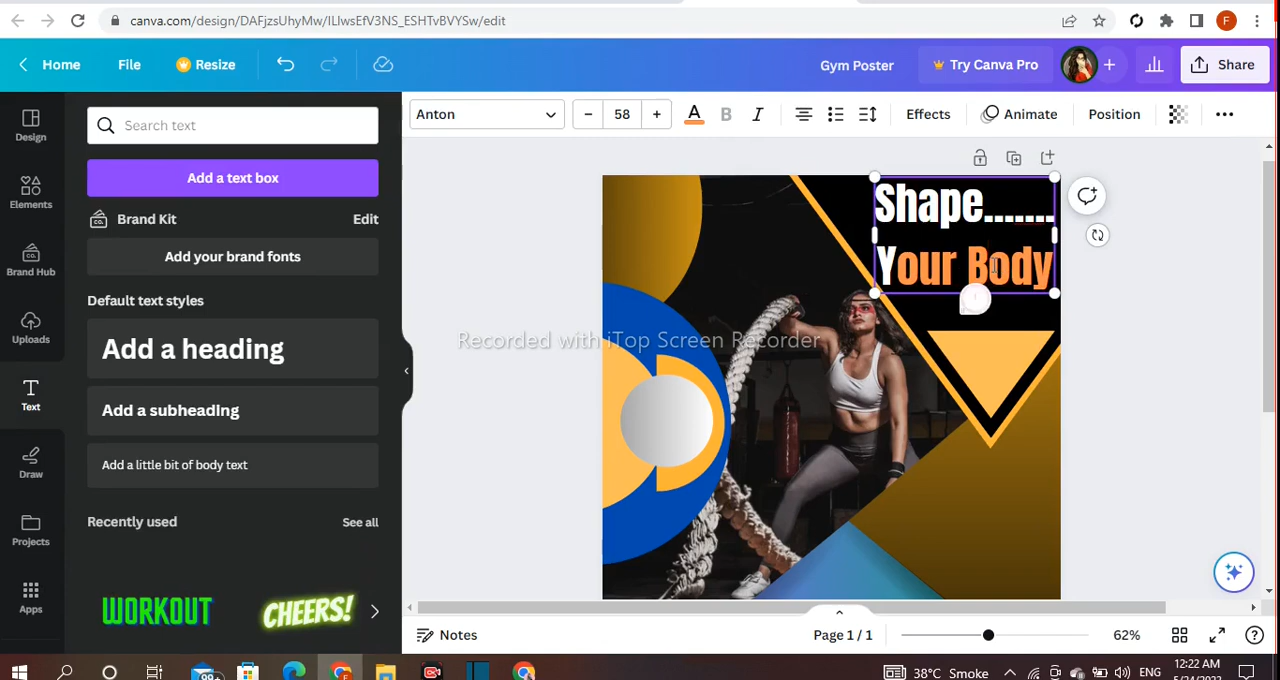 canva.com/design/DAFjzsUhyMw/ILIwsEfV3NS_ESHTvBVYSw/edit
F
Home
File
Resize
Gym Poster
Try Canva Pro
Share
Design
Elements
Brand Hub
Uploads
Text
Draw
Projects
Apps
Search text
Add a text box
Brand Kit
Edit
Add your brand fonts
Default text styles
Add a heading
Add a subheading
Add a little bit of body text
Recently used
See all
WORKOUT
CHEERS!
Anton
58
A
B
I
Effects
Animate
Position
Shape.......
Your Body
Recorded with iTop Screen Recorder
Notes
Page 1 / 1
62%
99+
38°C Smoke
ENG
12:22 AM